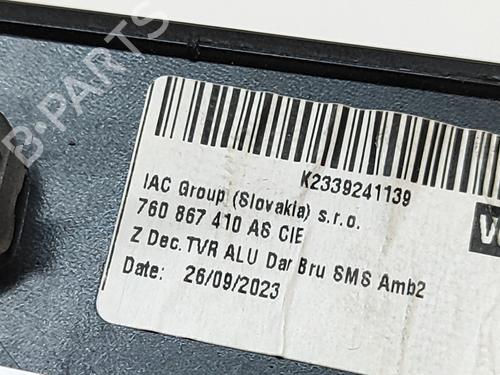 B-PARTS
K2339241139
IAC Group (Slovakia) s.r.o.
760 867 410 AS CIE
Z Dec.TVR ALU Dar Bru SMS Amb2
Date: 26/09/2023